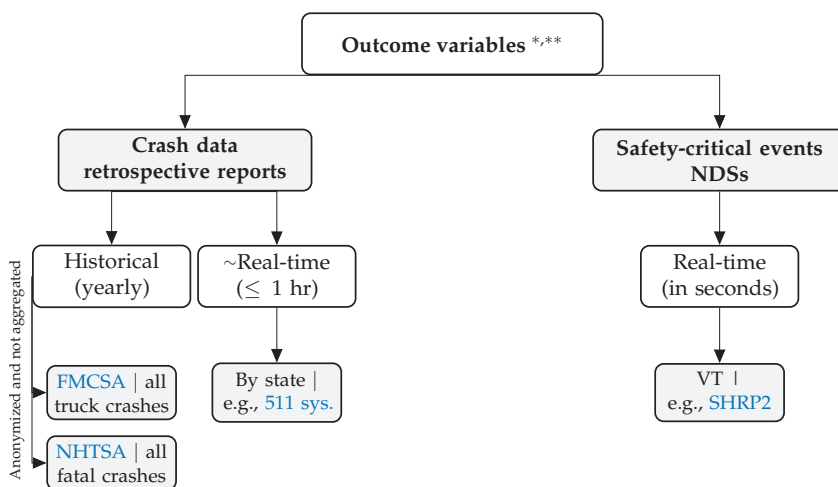 Outcome variables *,**
Crash data
retrospective reports
Safety-critical events
NDSs
Historical
(yearly)
~Real-time
(≤ 1 hr)
Real-time
(in seconds)
Anonymized and not aggregated
FMCSA | all
truck crashes
By state |
e.g., 511 sys.
VT |
e.g., SHRP2
NHTSA | all
fatal crashes